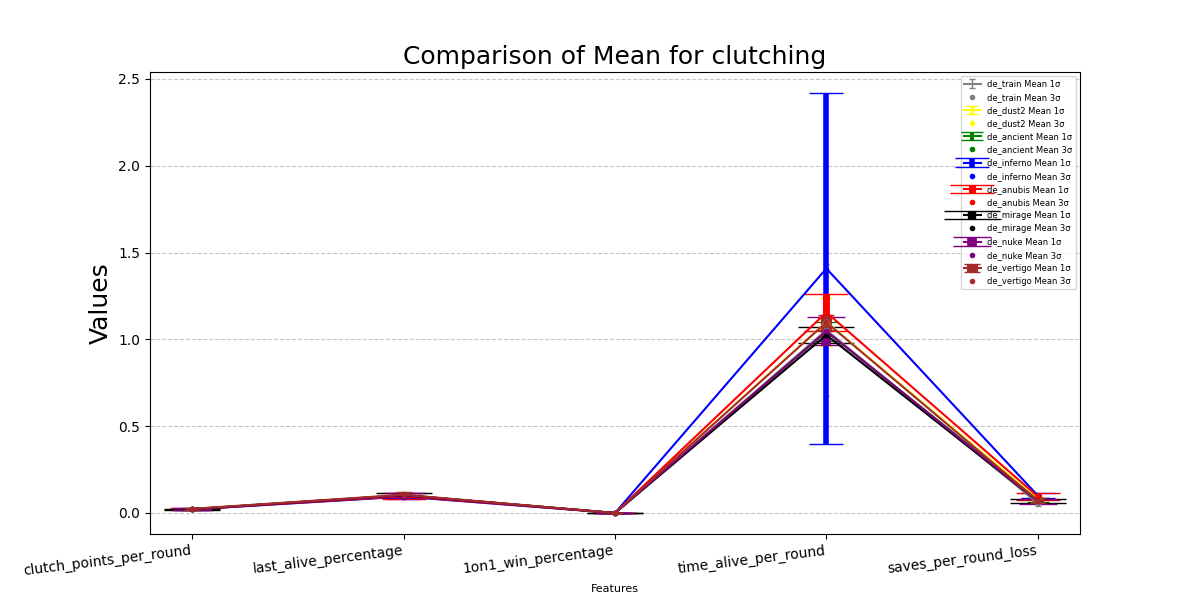 Comparison of Mean for clutching
Values
2.5
2.0
1.5
1.0
0.5
0.0
de_train Mean 1σ
de_train Mean 3σ
de_dust2 Mean 1σ
de_dust2 Mean 3σ
de_ancient Mean 1σ
de_ancient Mean 3σ
de_inferno Mean 1σ
de_inferno Mean 3σ
de_anubis Mean 1σ
de_anubis Mean 3σ
de_mirage Mean 1σ
de_mirage Mean 3σ
de_nuke Mean 1σ
de_nuke Mean 3σ
de_vertigo Mean 1σ
de_vertigo Mean 3σ
clutch_points_per_round
last_alive_percentage
1on1_win_percentage
time_alive_per_round
saves_per_round_loss
Features